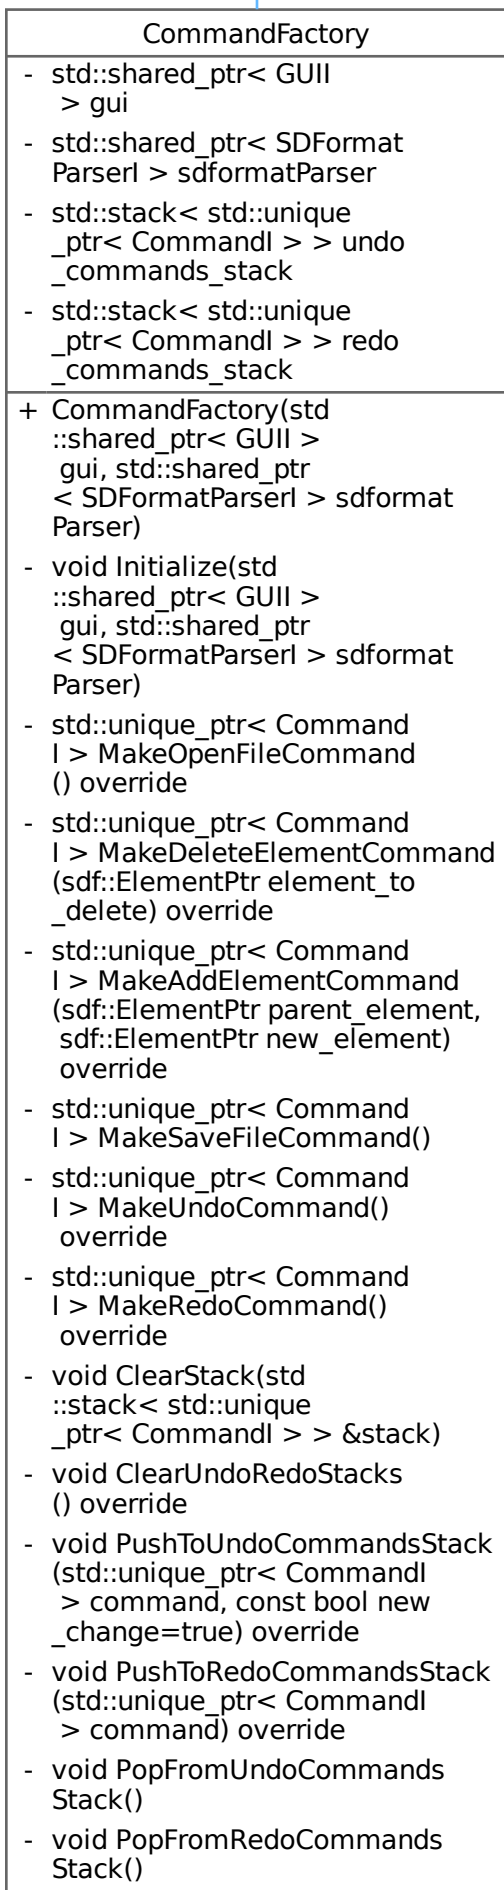 CommandFactory
- std::shared_ptr< GUII
> gui
- std::shared_ptr< SDFormat
ParserI > sdformatParser
- std::stack< std::unique
_ptr< CommandI > > undo
_commands_stack
- std::stack< std::unique
_ptr< CommandI > > redo
_commands_stack
+ CommandFactory(std
::shared_ptr< GUII >
gui, std::shared_ptr
< SDFormatParserI > sdformat
Parser)
- void Initialize(std
::shared_ptr< GUII >
gui, std::shared_ptr
< SDFormatParserI > sdformat
Parser)
- std::unique_ptr< Command
I > MakeOpenFileCommand
() override
- std::unique_ptr< Command
I > MakeDeleteElementCommand
(sdf::ElementPtr element_to
_delete) override
- std::unique_ptr< Command
I > MakeAddElementCommand
(sdf::ElementPtr parent_element,
sdf::ElementPtr new_element)
override
- std::unique_ptr< Command
I > MakeSaveFileCommand()
- std::unique_ptr< Command
I > MakeUndoCommand()
override
- std::unique_ptr< Command
I > MakeRedoCommand()
override
- void ClearStack(std
::stack< std::unique
_ptr< CommandI > > &stack)
- void ClearUndoRedoStacks
() override
- void PushToUndoCommandsStack
(std::unique_ptr< CommandI
> command, const bool new
_change=true) override
- void PushToRedoCommandsStack
(std::unique_ptr< CommandI
> command) override
- void PopFromUndoCommands
Stack()
- void PopFromRedoCommands
Stack()